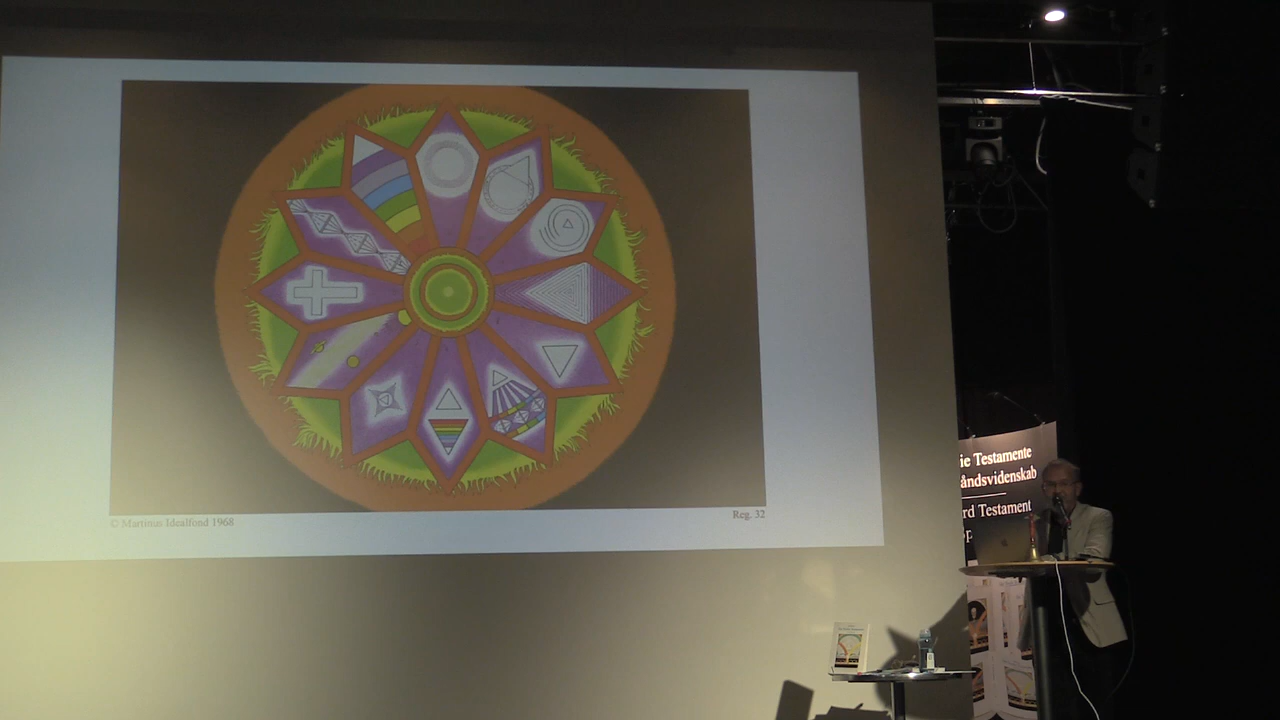 © Martinus Idealfond 1968
Reg. 32
ie Testamente
åndsvidenskab
rd Testament